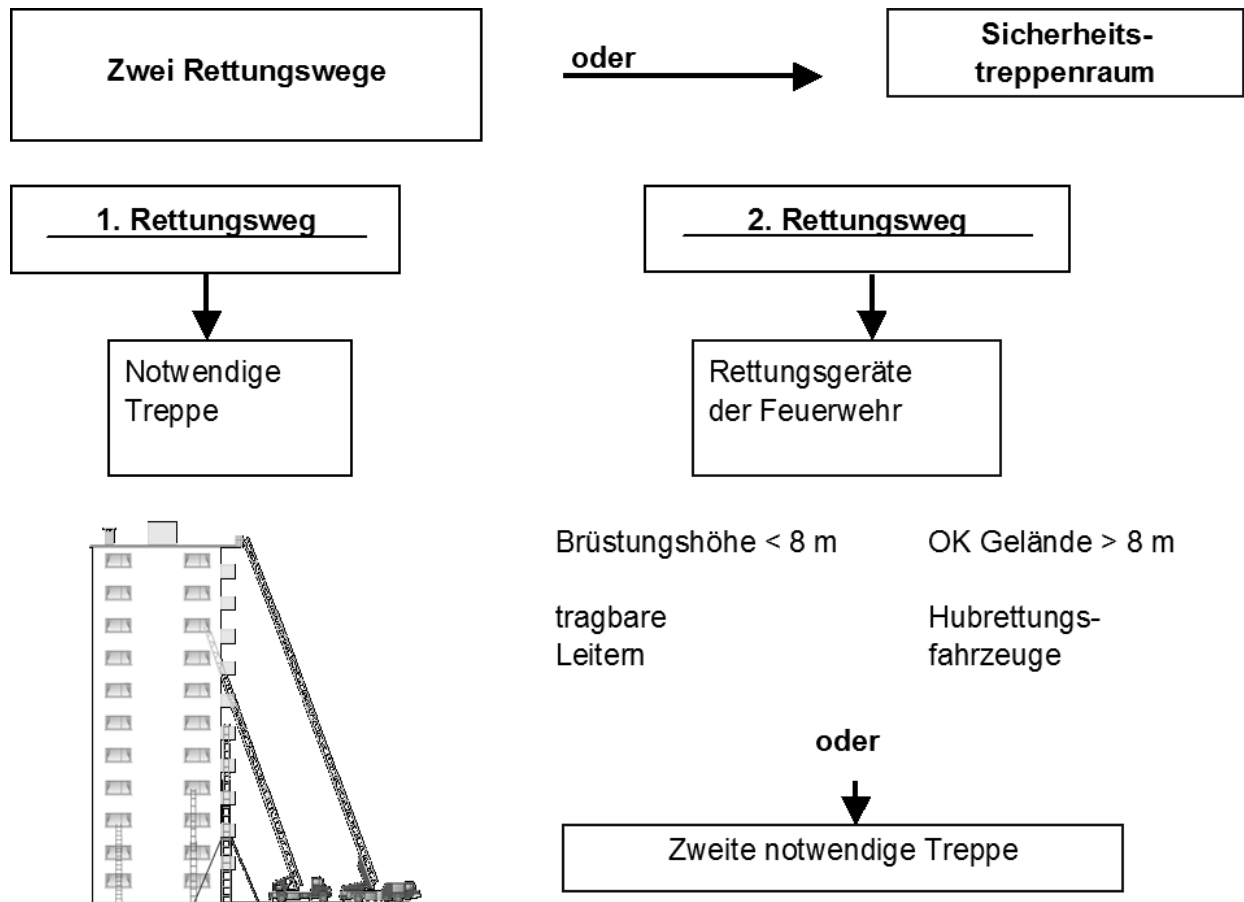 Zwei Rettungswege
oder
Sicherheits-
treppenraum
1. Rettungsweg
2. Rettungsweg
Notwendige
Treppe
Rettungsgeräte
der Feuerwehr
Brüstungshöhe < 8 m
OK Gelände > 8 m
tragbare
Leitern
Hubrettungs-
fahrzeuge
oder
Zweite notwendige Treppe